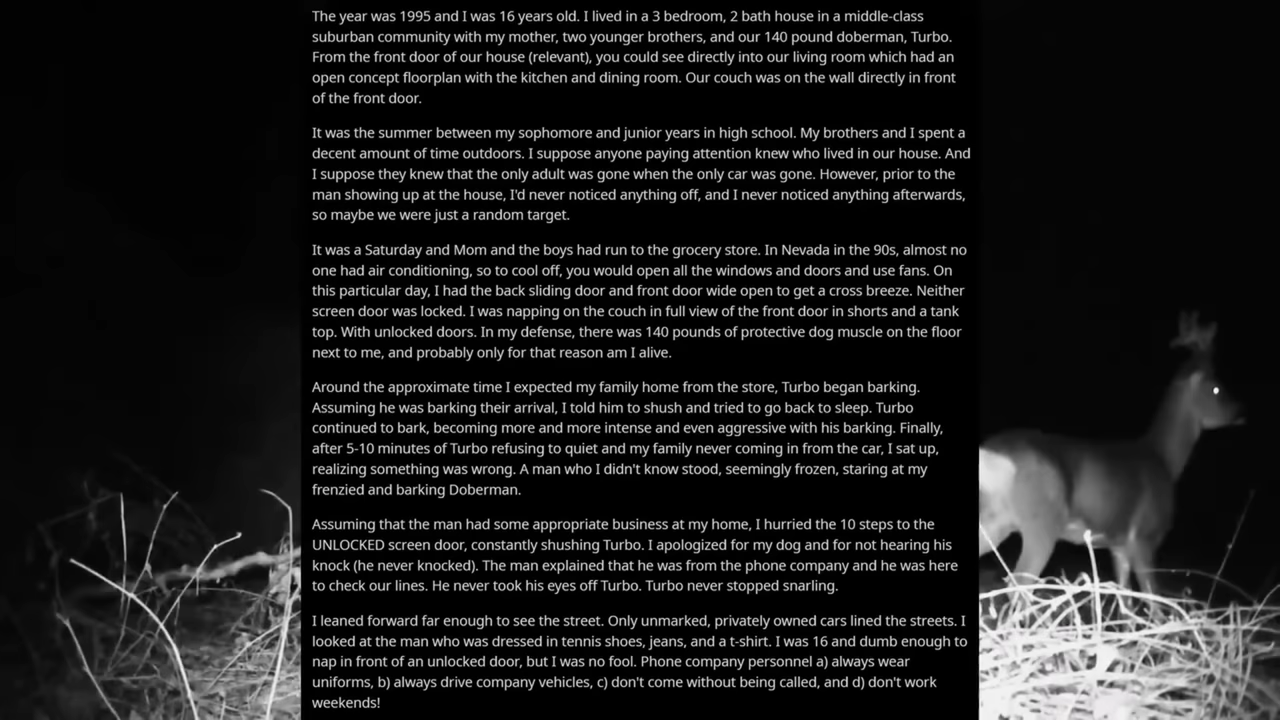 The year was 1995 and I was 16 years old. I lived in a 3 bedroom, 2 bath house in a middle-class
suburban community with my mother, two younger brothers, and our 140 pound doberman, Turbo.
From the front door of our house (relevant), you could see directly into our living room which had an
open concept floorplan with the kitchen and dining room. Our couch was on the wall directly in front
of the front door.
It was the summer between my sophomore and junior years in high school. My brothers and I spent a
decent amount of time outdoors. I suppose anyone paying attention knew who lived in our house. And
I suppose they knew that the only adult was gone when the only car was gone. However, prior to the
man showing up at the house, I'd never noticed anything off, and I never noticed anything afterwards,
so maybe we were just a random target.
It was a Saturday and Mom and the boys had run to the grocery store. In Nevada in the 90s, almost no
one had air conditioning, so to cool off, you would open all the windows and doors and use fans. On
this particular day, I had the back sliding door and front door wide open to get a cross breeze. Neither
screen door was locked. I was napping on the couch in full view of the front door in shorts and a tank
top. With unlocked doors. In my defense, there was 140 pounds of protective dog muscle on the floor
next to me, and probably only for that reason am I alive.
Around the approximate time I expected my family home from the store, Turbo began barking.
Assuming he was barking their arrival, I told him to shush and tried to go back to sleep. Turbo
continued to bark, becoming more and more intense and even aggressive with his barking. Finally,
after 5-10 minutes of Turbo refusing to quiet and my family never coming in from the car, I sat up,
realizing something was wrong. A man who I didn't know stood, seemingly frozen, staring at my
frenzied and barking Doberman.
Assuming that the man had some appropriate business at my home, I hurried the 10 steps to the
UNLOCKED screen door, constantly shushing Turbo. I apologized for my dog and for not hearing his
knock (he never knocked). The man explained that he was from the phone company and he was here
to check our lines. He never took his eyes off Turbo. Turbo never stopped snarling.
I leaned forward far enough to see the street. Only unmarked, privately owned cars lined the streets. I
looked at the man who was dressed in tennis shoes, jeans, and a t-shirt. I was 16 and dumb enough to
nap in front of an unlocked door, but I was no fool. Phone company personnel a) always wear
uniforms, b) always drive company vehicles, c) don't come without being called, and d) don't work
weekends!